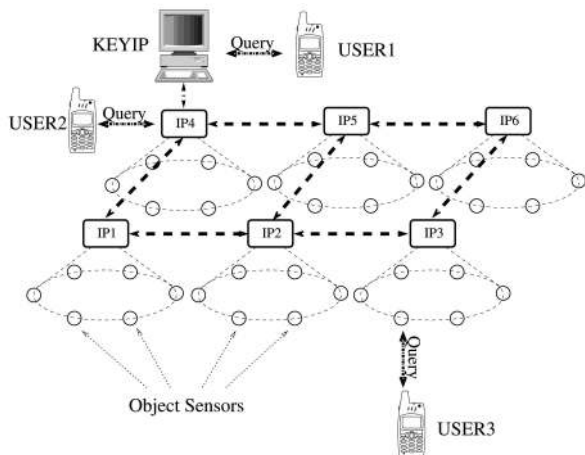 KEYIP
Query
USER1
USER2
Query
IP4
IP5
IP6
IP1
IP2
IP3
Query
Object Sensors
USER3